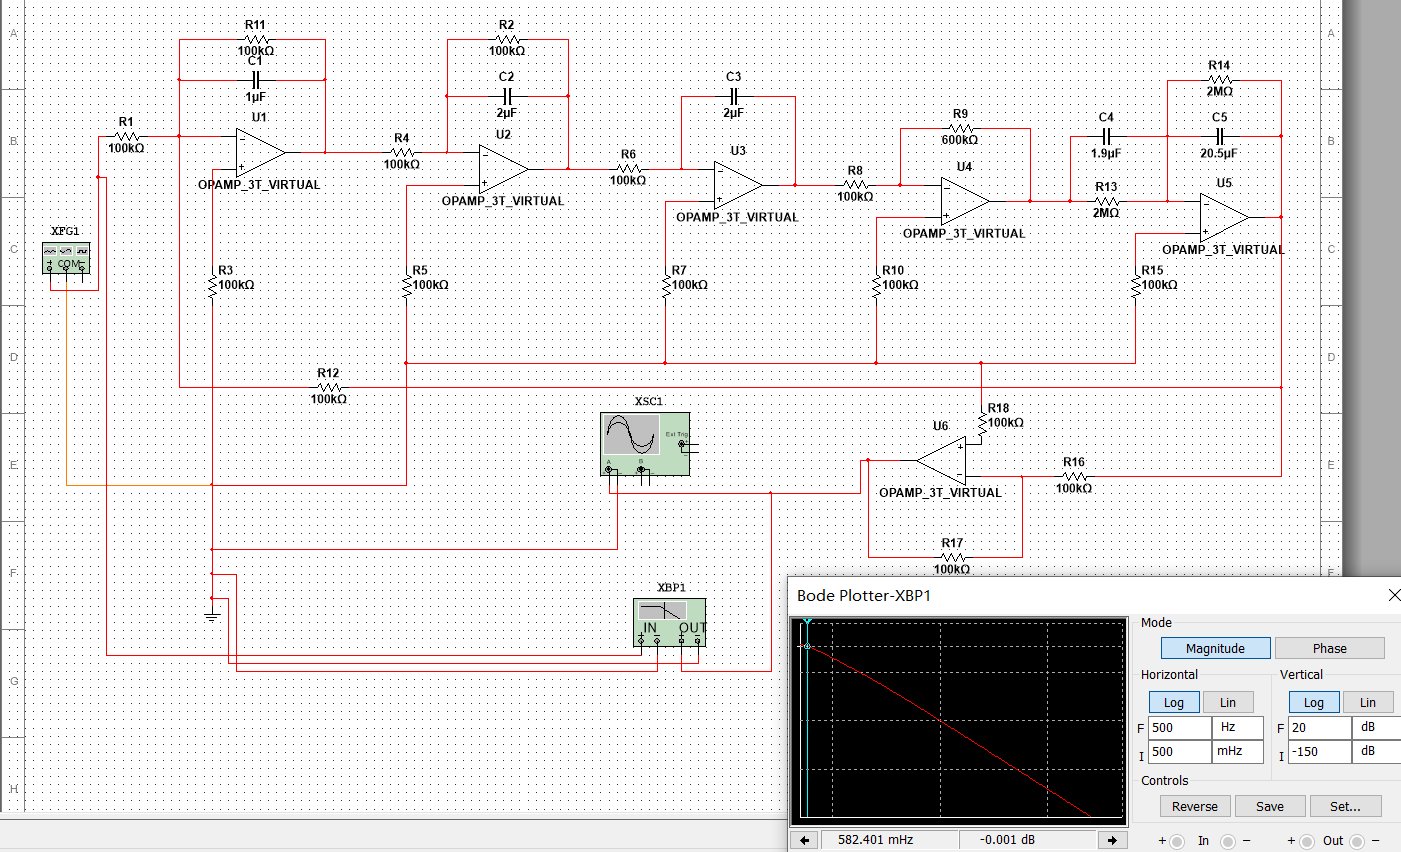 A
B
C
D
E
F
G
H
A
B
C
D
E
F
R11
100kΩ
C1
1µF
R1
100kΩ
U1
OPAMP_3T_VIRTUAL
R3
100kΩ
XFG1
COM
R2
100kΩ
C2
2µF
U2
R4
100kΩ
OPAMP_3T_VIRTUAL
R5
100kΩ
C3
2µF
U3
R6
100kΩ
OPAMP_3T_VIRTUAL
R7
100kΩ
R9
600kΩ
U4
R8
100kΩ
OPAMP_3T_VIRTUAL
R10
100kΩ
R14
2MΩ
C4
1.9µF
C5
20.5µF
R13
2MΩ
U5
OPAMP_3T_VIRTUAL
R15
100kΩ
R12
100kΩ
XSC1
Ext Trig
A
B
R18
100kΩ
U6
OPAMP_3T_VIRTUAL
R16
100kΩ
R17
100kΩ
XBP1
IN OUT
Bode Plotter-XBP1
Mode
Magnitude Phase
Horizontal Vertical
Log Lin Log Lin
F 500 Hz F 20 dB
I 500 mHz I -150 dB
Controls
Reverse Save Set...
582.401 mHz -0.001 dB
+ In − + Out −